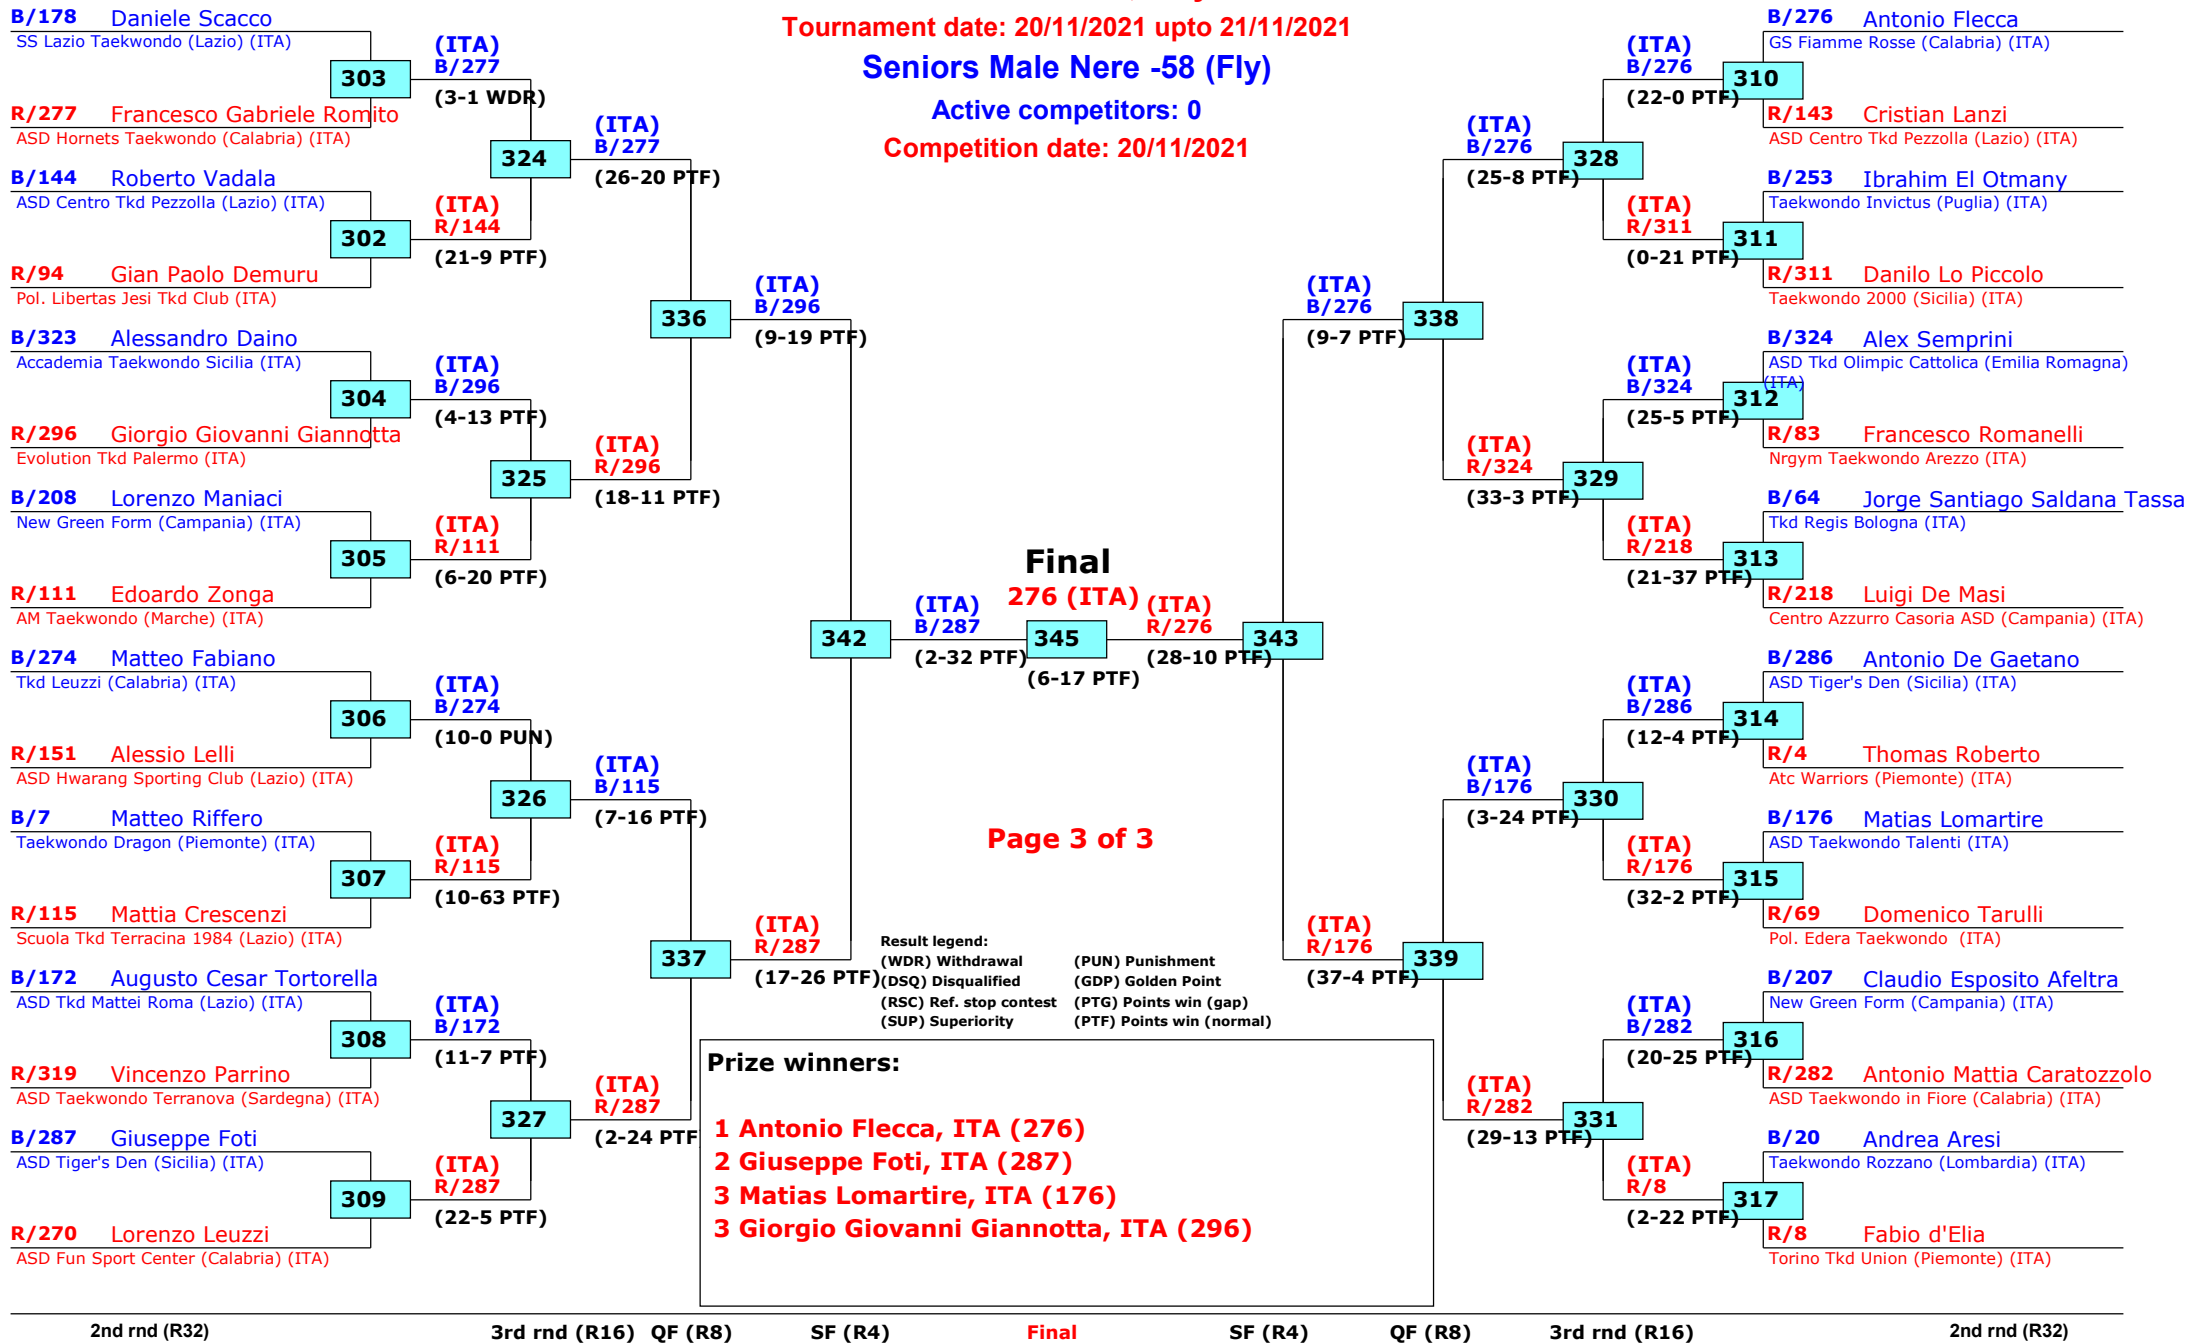 Tournament date: 20/11/2021 upto 21/11/2021
Seniors Male Nere -58 (Fly)
Active competitors: 0
Competition date: 20/11/2021
B/178 Daniele Scacco
SS Lazio Taekwondo (Lazio) (ITA)
303
R/277 Francesco Gabriele Romito
ASD Hornets Taekwondo (Calabria) (ITA)
B/144 Roberto Vadala
ASD Centro Tkd Pezzolla (Lazio) (ITA)
302
R/94 Gian Paolo Demuru
Pol. Libertas Jesi Tkd Club (ITA)
B/323 Alessandro Daino
Accademia Taekwondo Sicilia (ITA)
304
R/296 Giorgio Giovanni Giannotta
Evolution Tkd Palermo (ITA)
B/208 Lorenzo Maniaci
New Green Form (Campania) (ITA)
305
R/111 Edoardo Zonga
AM Taekwondo (Marche) (ITA)
B/274 Matteo Fabiano
Tkd Leuzzi (Calabria) (ITA)
306
R/151 Alessio Lelli
ASD Hwarang Sporting Club (Lazio) (ITA)
B/7 Matteo Riffero
Taekwondo Dragon (Piemonte) (ITA)
307
R/115 Mattia Crescenzi
Scuola Tkd Terracina 1984 (Lazio) (ITA)
B/172 Augusto Cesar Tortorella
ASD Tkd Mattei Roma (Lazio) (ITA)
308
R/319 Vincenzo Parrino
ASD Taekwondo Terranova (Sardegna) (ITA)
B/287 Giuseppe Foti
ASD Tiger's Den (Sicilia) (ITA)
309
R/270 Lorenzo Leuzzi
ASD Fun Sport Center (Calabria) (ITA)
(ITA)
B/277
(3-1 WDR)
324
(ITA)
R/144
(21-9 PTF)
(ITA)
B/296
(4-13 PTF)
325
(ITA)
R/111
(6-20 PTF)
(ITA)
B/274
(10-0 PUN)
326
(ITA)
R/115
(10-63 PTF)
(ITA)
B/172
(11-7 PTF)
327
(ITA)
R/287
(22-5 PTF)
(ITA)
B/277
(26-20 PTF)
336
(ITA)
R/296
(18-11 PTF)
(ITA)
B/115
(7-16 PTF)
337
(ITA)
R/287
(2-24 PTF
(ITA)
B/296
(9-19 PTF)
342
(ITA)
R/287
(17-26 PTF)
(ITA)
B/287
(2-32 PTF)
Final
276 (ITA)
345
(6-17 PTF)
(ITA)
R/276
(28-10 PTF)
343
Page 3 of 3
(ITA)
B/276
(9-7 PTF)
338
(ITA)
R/176
(37-4 PTF)
339
(ITA)
B/276
(25-8 PTF)
328
(ITA)
R/324
(33-3 PTF)
329
(ITA)
B/176
(3-24 PTF)
330
(ITA)
R/282
(29-13 PTF)
331
(ITA)
B/276
(22-0 PTF)
(ITA)
R/311
(0-21 PTF)
(ITA)
B/324
(25-5 PTF)
(ITA)
R/218
(21-37 PTF)
(ITA)
B/286
(12-4 PTF)
(ITA)
R/176
(32-2 PTF)
(ITA)
B/282
(20-25 PTF)
(ITA)
R/8
(2-22 PTF)
B/276 Antonio Flecca
GS Fiamme Rosse (Calabria) (ITA)
310
R/143 Cristian Lanzi
ASD Centro Tkd Pezzolla (Lazio) (ITA)
B/253 Ibrahim El Otmany
Taekwondo Invictus (Puglia) (ITA)
311
R/311 Danilo Lo Piccolo
Taekwondo 2000 (Sicilia) (ITA)
B/324 Alex Semprini
ASD Tkd Olimpic Cattolica (Emilia Romagna)
(ITA)
312
R/83 Francesco Romanelli
Nrgym Taekwondo Arezzo (ITA)
B/64 Jorge Santiago Saldana Tassa
Tkd Regis Bologna (ITA)
313
R/218 Luigi De Masi
Centro Azzurro Casoria ASD (Campania) (ITA)
B/286 Antonio De Gaetano
ASD Tiger's Den (Sicilia) (ITA)
314
R/4 Thomas Roberto
Atc Warriors (Piemonte) (ITA)
B/176 Matias Lomartire
ASD Taekwondo Talenti (ITA)
315
R/69 Domenico Tarulli
Pol. Edera Taekwondo (ITA)
B/207 Claudio Esposito Afeltra
New Green Form (Campania) (ITA)
316
R/282 Antonio Mattia Caratozzolo
ASD Taekwondo in Fiore (Calabria) (ITA)
B/20 Andrea Aresi
Taekwondo Rozzano (Lombardia) (ITA)
317
R/8 Fabio d'Elia
Torino Tkd Union (Piemonte) (ITA)
Result legend:
(WDR) Withdrawal (PUN) Punishment
(DSQ) Disqualified (GDP) Golden Point
(RSC) Ref. stop contest (PTG) Points win (gap)
(SUP) Superiority (PTF) Points win (normal)
Prize winners:
1 Antonio Flecca, ITA (276)
2 Giuseppe Foti, ITA (287)
3 Matias Lomartire, ITA (176)
3 Giorgio Giovanni Giannotta, ITA (296)
2nd rnd (R32) 3rd rnd (R16) QF (R8) SF (R4) Final SF (R4) QF (R8) 3rd rnd (R16) 2nd rnd (R32)